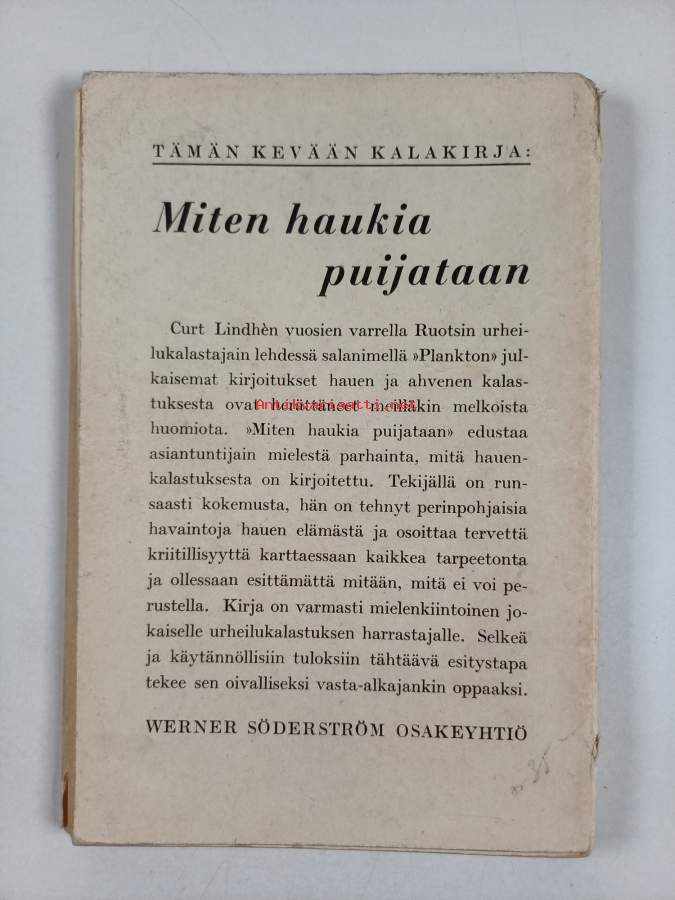 TÄMÄN KEVÄÄN KALAKIRJA:
Miten haukia
puijataan
Curt Lindhèn vuosien varrella Ruotsin urhei-
lukalastajain lehdessä salanimellä »Plankton» jul-
kaisemat kirjoitukset hauen ja ahvenen kalas-
tuksesta ovat herättäneet meilläkin melkoista
huomiota. »Miten haukia puijataan» edustaa
asiantuntijain mielestä parhainta, mitä hauen-
kalastuksesta on kirjoitettu. Tekijällä on run-
saasti kokemusta, hän on tehnyt perinpohjaisia
havaintoja hauen elämästä ja osoittaa tervettä
kriitillisyyttä karttaessaan kaikkea tarpeetonta
ja ollessaan esittämättä mitään, mitä ei voi pe-
rustella. Kirja on varmasti mielenkiintoinen jo-
kaiselle urheilukalastuksen harrastajalle. Selkeä
ja käytännöllisiin tuloksiin tähtäävä esitystapa
tekee sen oivalliseksi vasta-alkajankin oppaaksi.
WERNER SÖDERSTRÖM OSAKEYHTIÖ
35